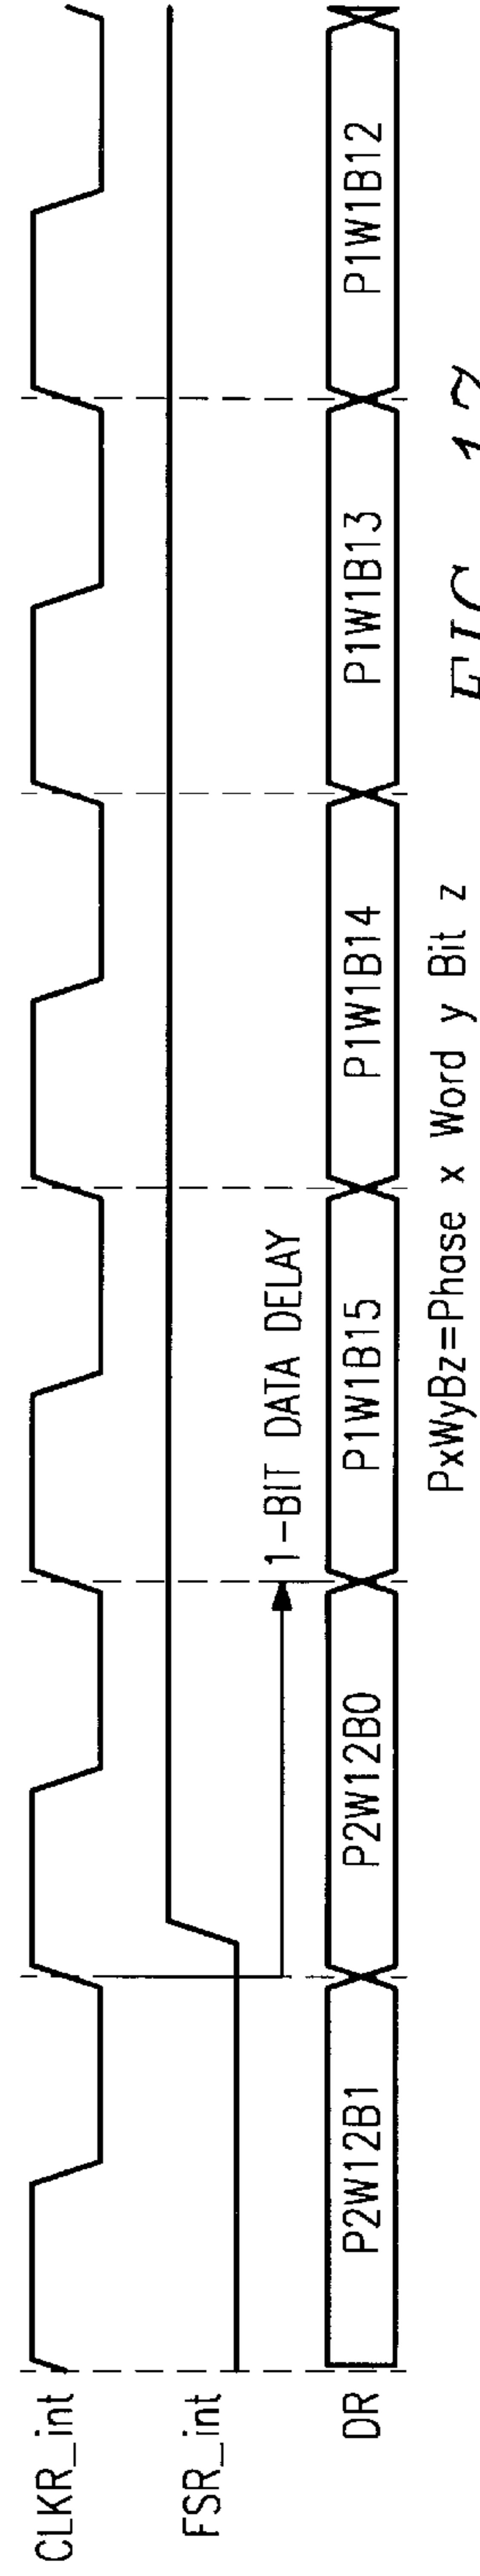 CLKR_int
FSR_int
1-BIT DATA DELAY
DR
P2W12B1
P2W12B0
P1W1B15
P1W1B14
P1W1B13
P1W1B12
PxWyBz=Phase x Word y Bit z